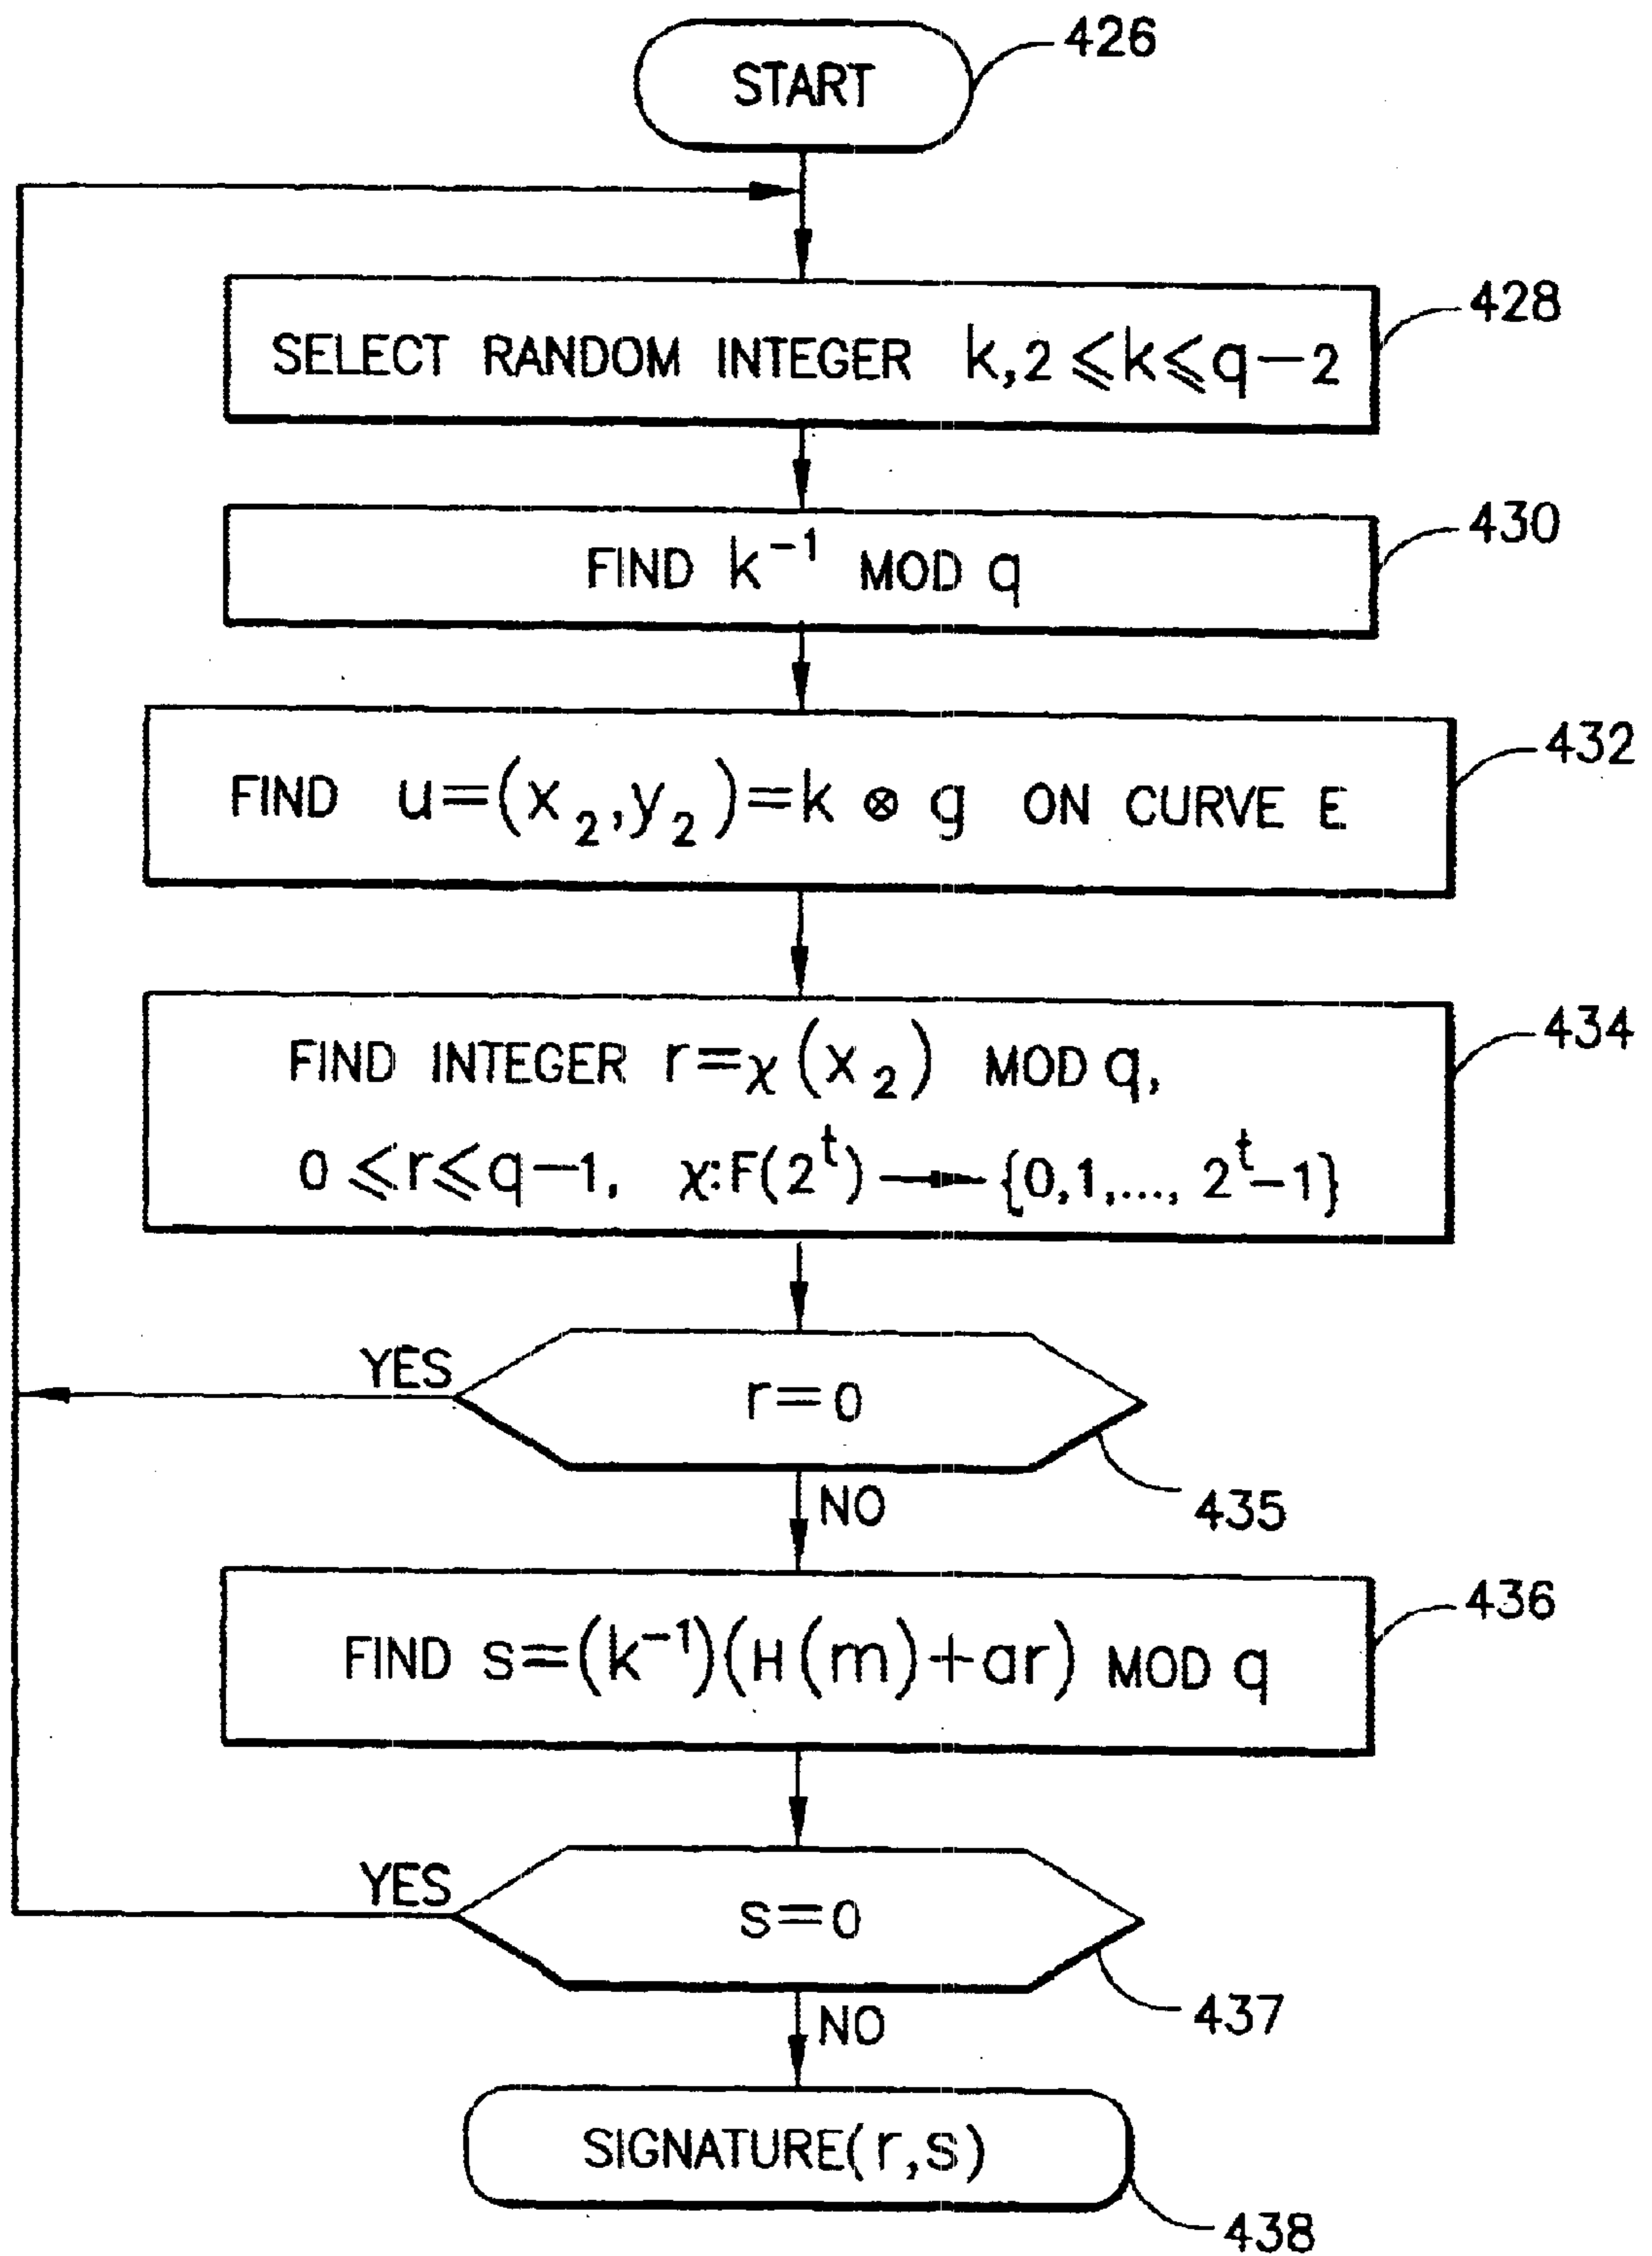 START
426
SELECT RANDOM INTEGER k, 2 ≤ k ≤ q−2
428
FIND k⁻¹ MOD q
430
FIND u=(x₂,y₂)=k ⊗ g ON CURVE E
432
FIND INTEGER r=χ(x₂) MOD q,
0 ≤ r ≤ q−1, χ:F(2ᵗ) → {0,1,..., 2ᵗ−1}
434
YES
r=0
435
NO
FIND s=(k⁻¹)(H(m)+ar) MOD q
436
YES
s=0
437
NO
SIGNATURE(r,s)
438